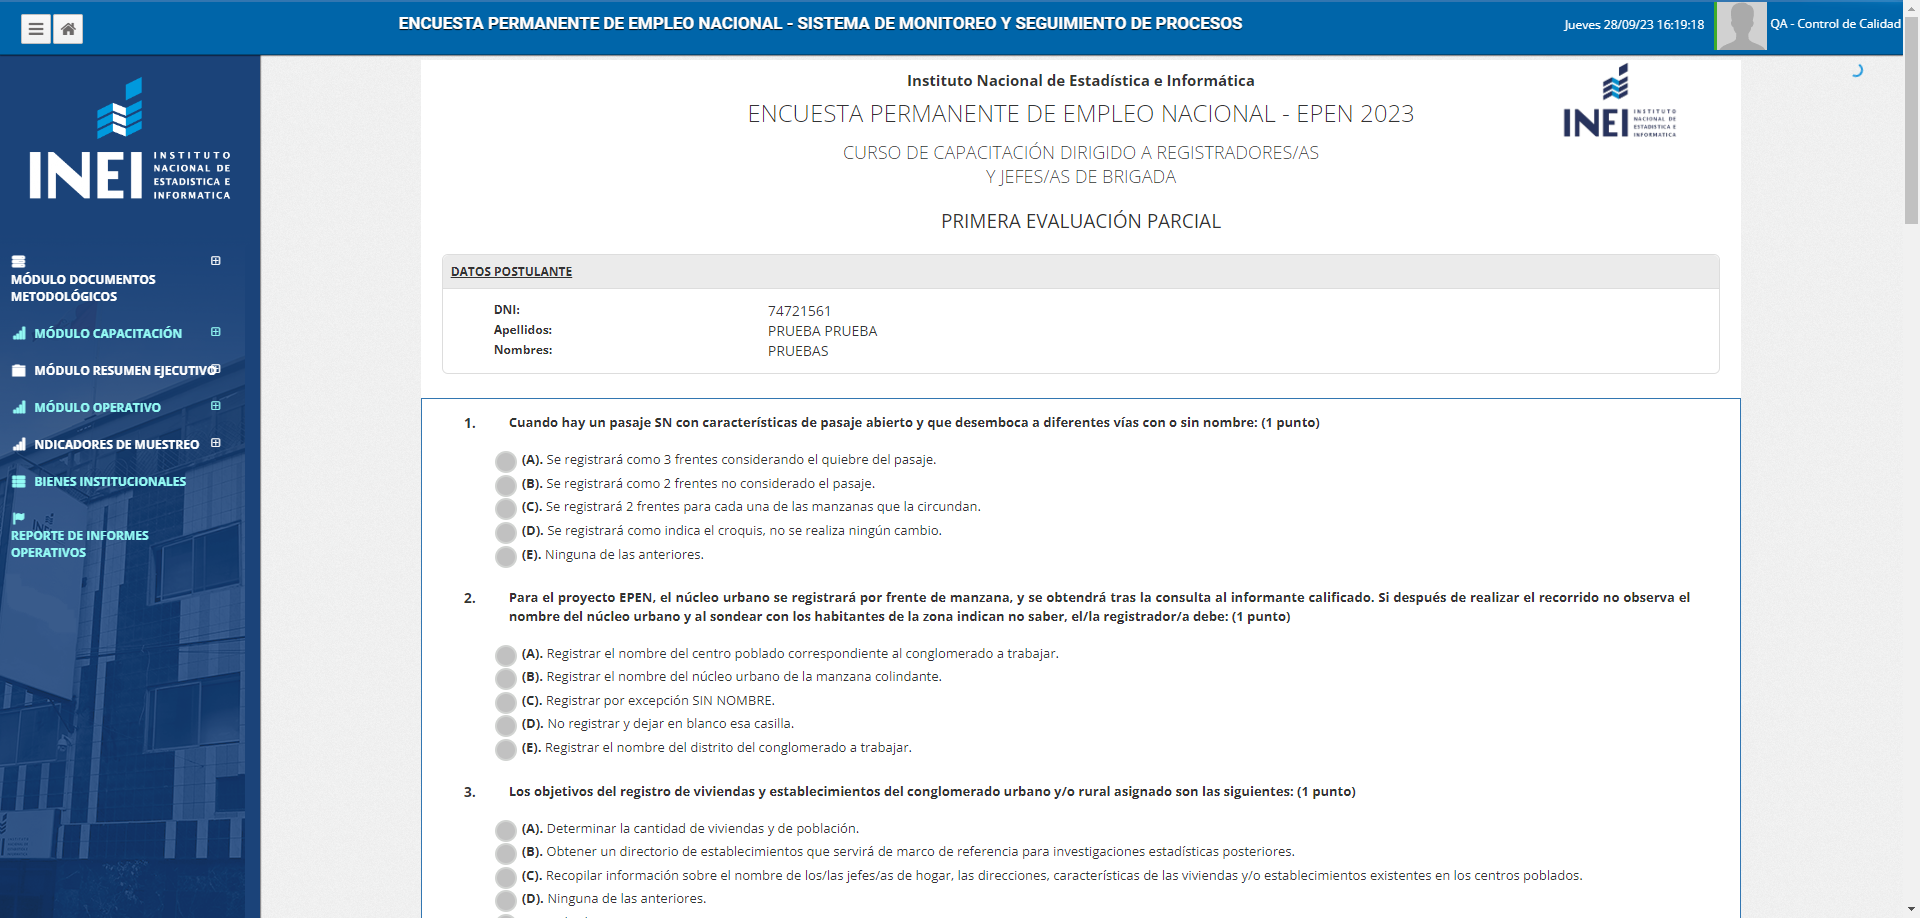 ENCUESTA PERMANENTE DE EMPLEO NACIONAL - SISTEMA DE MONITOREO Y SEGUIMIENTO DE PROCESOS
Jueves 28/09/23 16:19:18
QA - Control de Calidad
INEI
INSTITUTO
NACIONAL DE
ESTADISTICA E
INFORMATICA
MÓDULO DOCUMENTOS
METODOLÓGICOS
MÓDULO CAPACITACIÓN
MÓDULO RESUMEN EJECUTIVO
MÓDULO OPERATIVO
NDICADORES DE MUESTREO
BIENES INSTITUCIONALES
REPORTE DE INFORMES
OPERATIVOS
Instituto Nacional de Estadística e Informática
ENCUESTA PERMANENTE DE EMPLEO NACIONAL - EPEN 2023
CURSO DE CAPACITACIÓN DIRIGIDO A REGISTRADORES/AS
Y JEFES/AS DE BRIGADA
PRIMERA EVALUACIÓN PARCIAL
INEI
INSTITUTO
NACIONAL DE
ESTADISTICA E
INFORMATICA
DATOS POSTULANTE
DNI: 74721561
Apellidos: PRUEBA PRUEBA
Nombres: PRUEBAS
1. Cuando hay un pasaje SN con características de pasaje abierto y que desemboca a diferentes vías con o sin nombre: (1 punto)
(A). Se registrará como 3 frentes considerando el quiebre del pasaje.
(B). Se registrará como 2 frentes no considerado el pasaje.
(C). Se registrará 2 frentes para cada una de las manzanas que la circundan.
(D). Se registrará como indica el croquis, no se realiza ningún cambio.
(E). Ninguna de las anteriores.
2. Para el proyecto EPEN, el núcleo urbano se registrará por frente de manzana, y se obtendrá tras la consulta al informante calificado. Si después de realizar el recorrido no observa el
nombre del núcleo urbano y al sondear con los habitantes de la zona indican no saber, el/la registrador/a debe: (1 punto)
(A). Registrar el nombre del centro poblado correspondiente al conglomerado a trabajar.
(B). Registrar el nombre del núcleo urbano de la manzana colindante.
(C). Registrar por excepción SIN NOMBRE.
(D). No registrar y dejar en blanco esa casilla.
(E). Registrar el nombre del distrito del conglomerado a trabajar.
3. Los objetivos del registro de viviendas y establecimientos del conglomerado urbano y/o rural asignado son las siguientes: (1 punto)
(A). Determinar la cantidad de viviendas y de población.
(B). Obtener un directorio de establecimientos que servirá de marco de referencia para investigaciones estadísticas posteriores.
(C). Recopilar información sobre el nombre de los/las jefes/as de hogar, las direcciones, características de las viviendas y/o establecimientos existentes en los centros poblados.
(D). Ninguna de las anteriores.